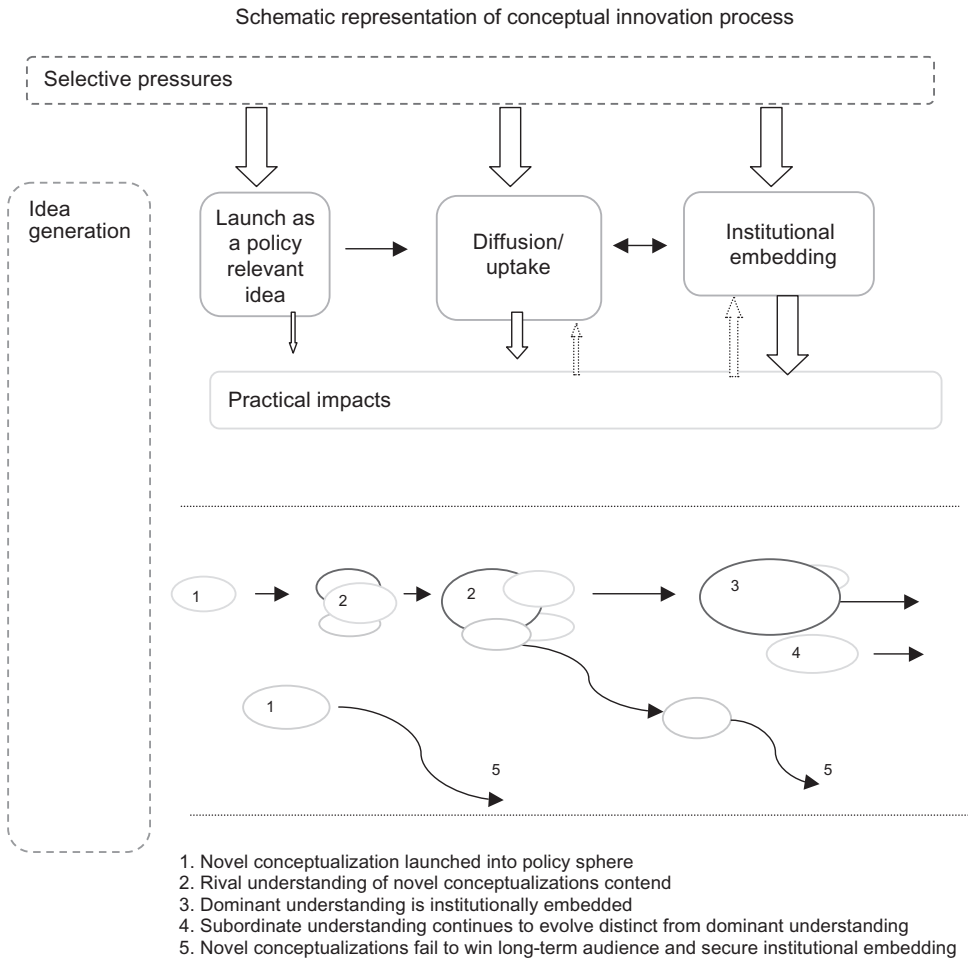 Schematic representation of conceptual innovation process
Selective pressures
Idea
generation
Launch as
a policy
relevant
idea
Diffusion/
uptake
Institutional
embedding
Practical impacts
1
2
2
3
4
1
5
5
1. Novel conceptualization launched into policy sphere
2. Rival understanding of novel conceptualizations contend
3. Dominant understanding is institutionally embedded
4. Subordinate understanding continues to evolve distinct from dominant understanding
5. Novel conceptualizations fail to win long-term audience and secure institutional embedding